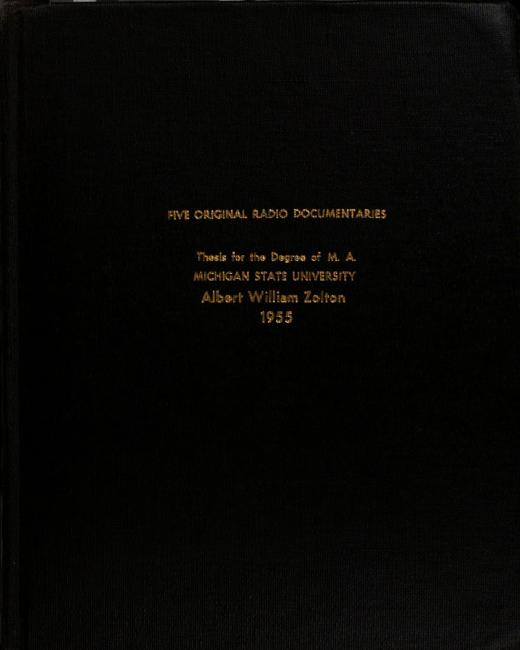 FIVE ORIGINAL RADIO DOCUMENTARIES
Thesis for the Degree of M. A.
MICHIGAN STATE UNIVERSITY
Albert William Zolton
1955